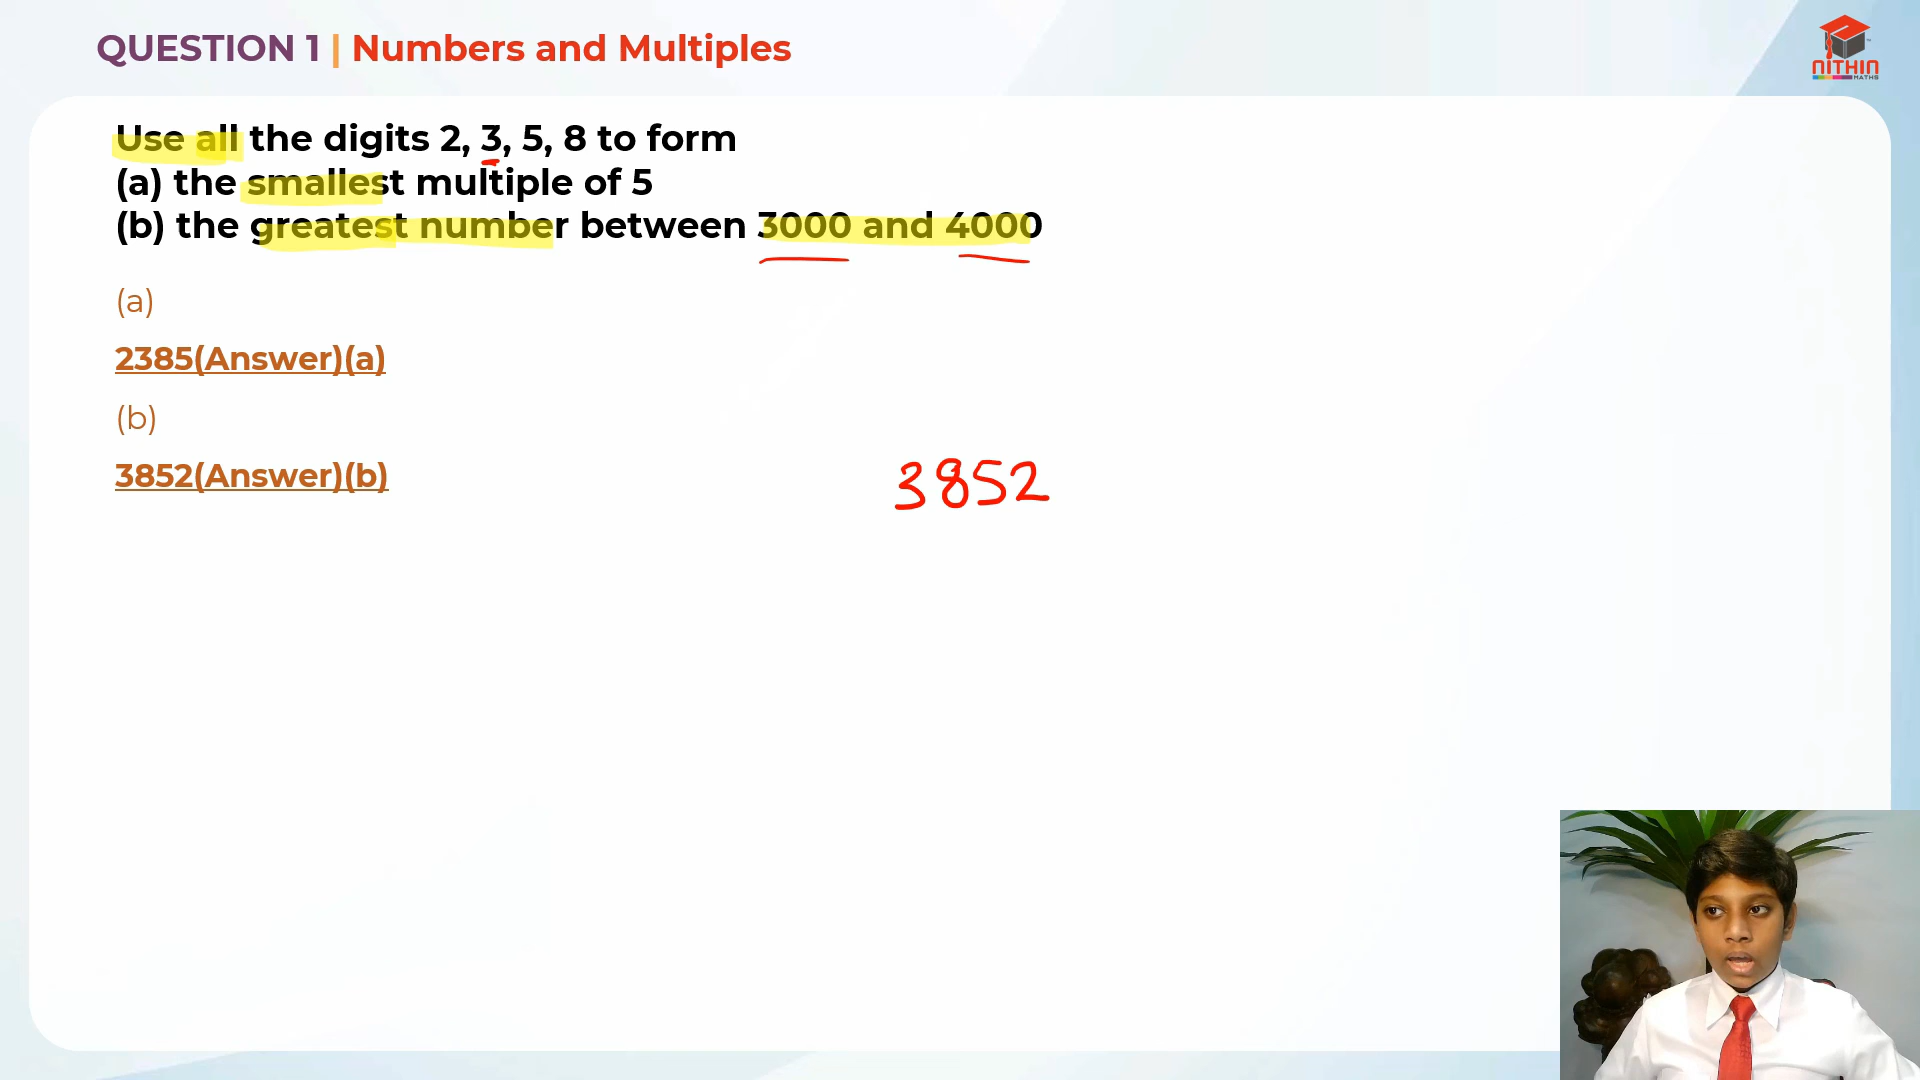 QUESTION 1 | Numbers and Multiples
NITHIN
MATHS
Use all the digits 2, 3, 5, 8 to form
(a) the smallest multiple of 5
(b) the greatest number between 3000 and 4000
(a)
2385(Answer)(a)
(b)
3852(Answer)(b)
3852